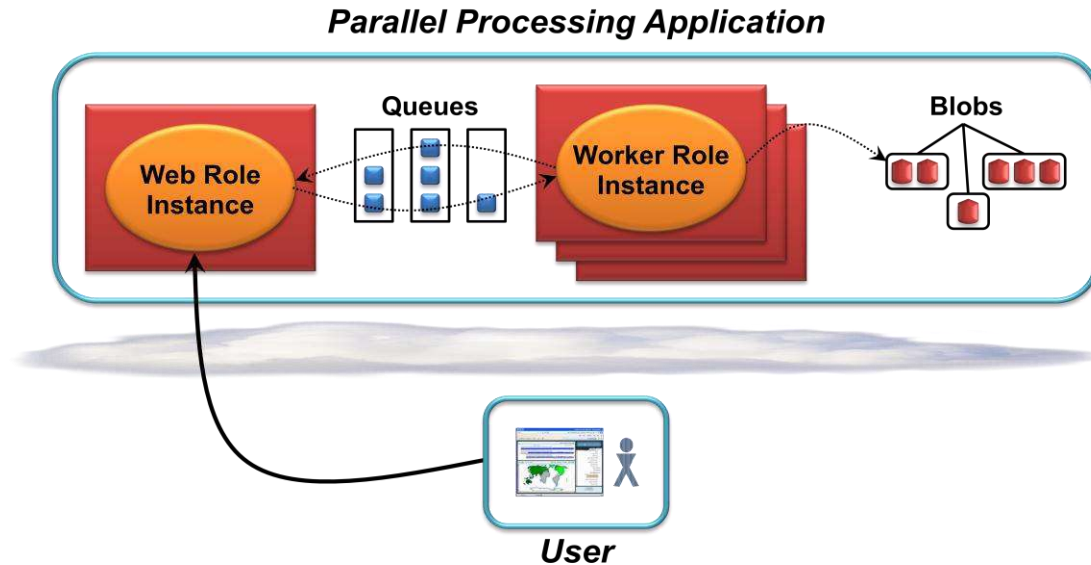 Parallel Processing Application
Queues
Blobs
Web Role
Instance
Worker Role
Instance
User